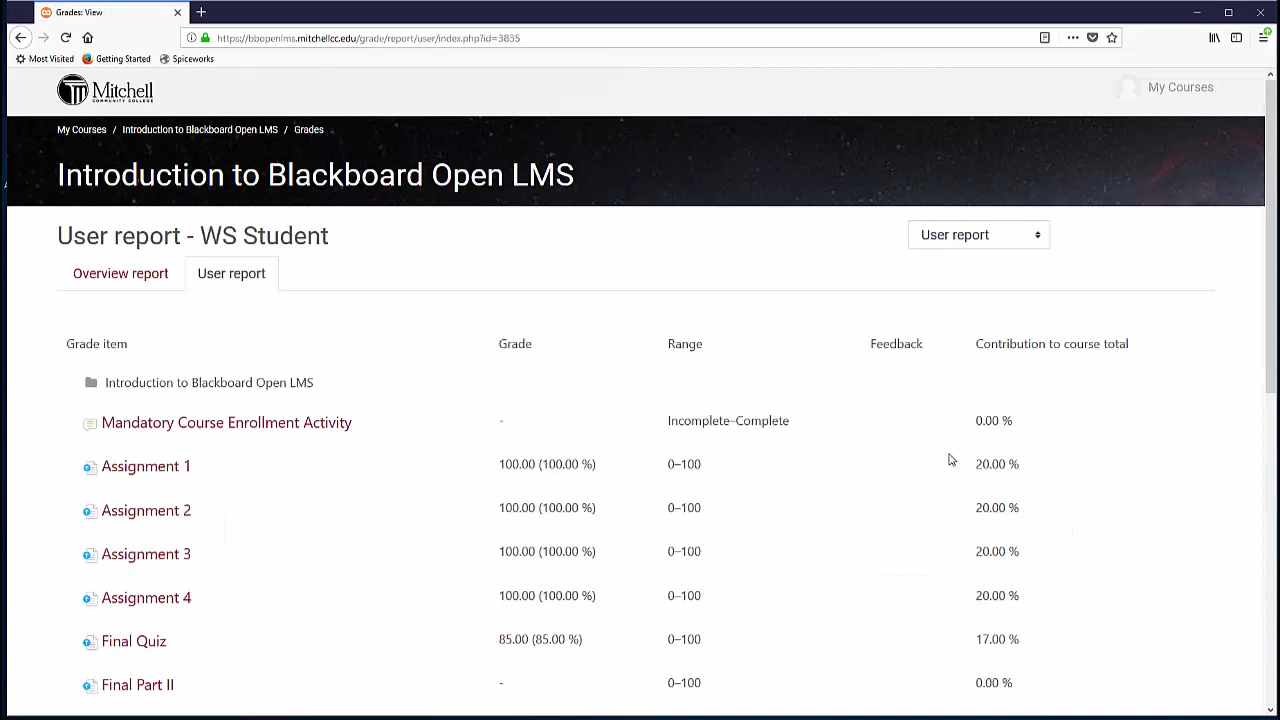 Grades: View
https://bbopenlms.mitchellcc.edu/grade/report/user/index.php?id=3835
Most Visited Getting Started Spiceworks
Mitchell
COMMUNITY COLLEGE
My Courses
My Courses / Introduction to Blackboard Open LMS / Grades
Introduction to Blackboard Open LMS
User report - WS Student
User report
Overview report User report
Grade item Grade Range Feedback Contribution to course total
Introduction to Blackboard Open LMS
Mandatory Course Enrollment Activity - Incomplete–Complete 0.00 %
Assignment 1 100.00 (100.00 %) 0–100 20.00 %
Assignment 2 100.00 (100.00 %) 0–100 20.00 %
Assignment 3 100.00 (100.00 %) 0–100 20.00 %
Assignment 4 100.00 (100.00 %) 0–100 20.00 %
Final Quiz 85.00 (85.00 %) 0–100 17.00 %
Final Part II - 0–100 0.00 %